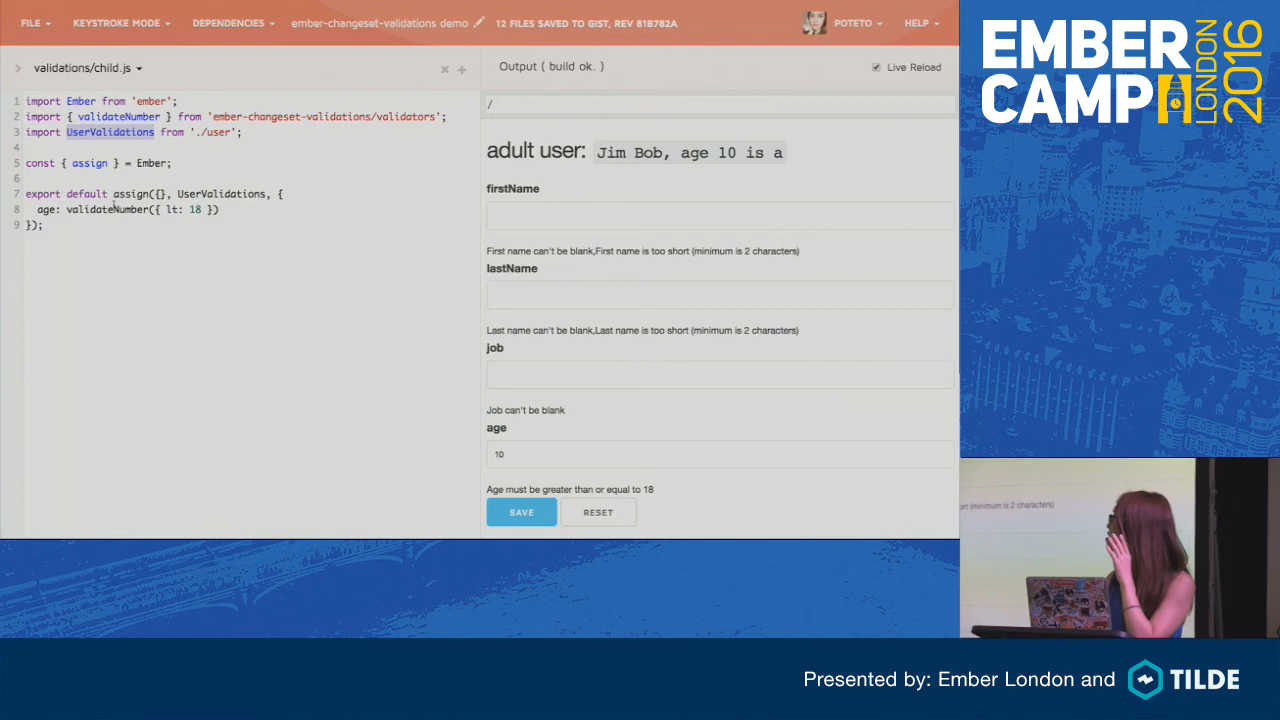 FILE KEYSTROKE MODE DEPENDENCIES ember-changeset-validations demo 12 FILES SAVED TO GIST, REV 81B782A POTETO HELP
validations/child.js
1 import Ember from 'ember';
2 import { validateNumber } from 'ember-changeset-validations/validators';
3 import UserValidations from './user';
4
5 const { assign } = Ember;
6
7 export default assign({}, UserValidations, {
8 age: validateNumber({ lt: 18 })
9 });
Output ( build ok. ) Live Reload
/
adult user: Jim Bob, age 10 is a
firstName
First name can't be blank,First name is too short (minimum is 2 characters)
lastName
Last name can't be blank,Last name is too short (minimum is 2 characters)
job
Job can't be blank
age
10
Age must be greater than or equal to 18
SAVE RESET
EMBER
CAMP
LONDON
2016
ort (minimum is 2 characters)
Presented by: Ember London and TILDE